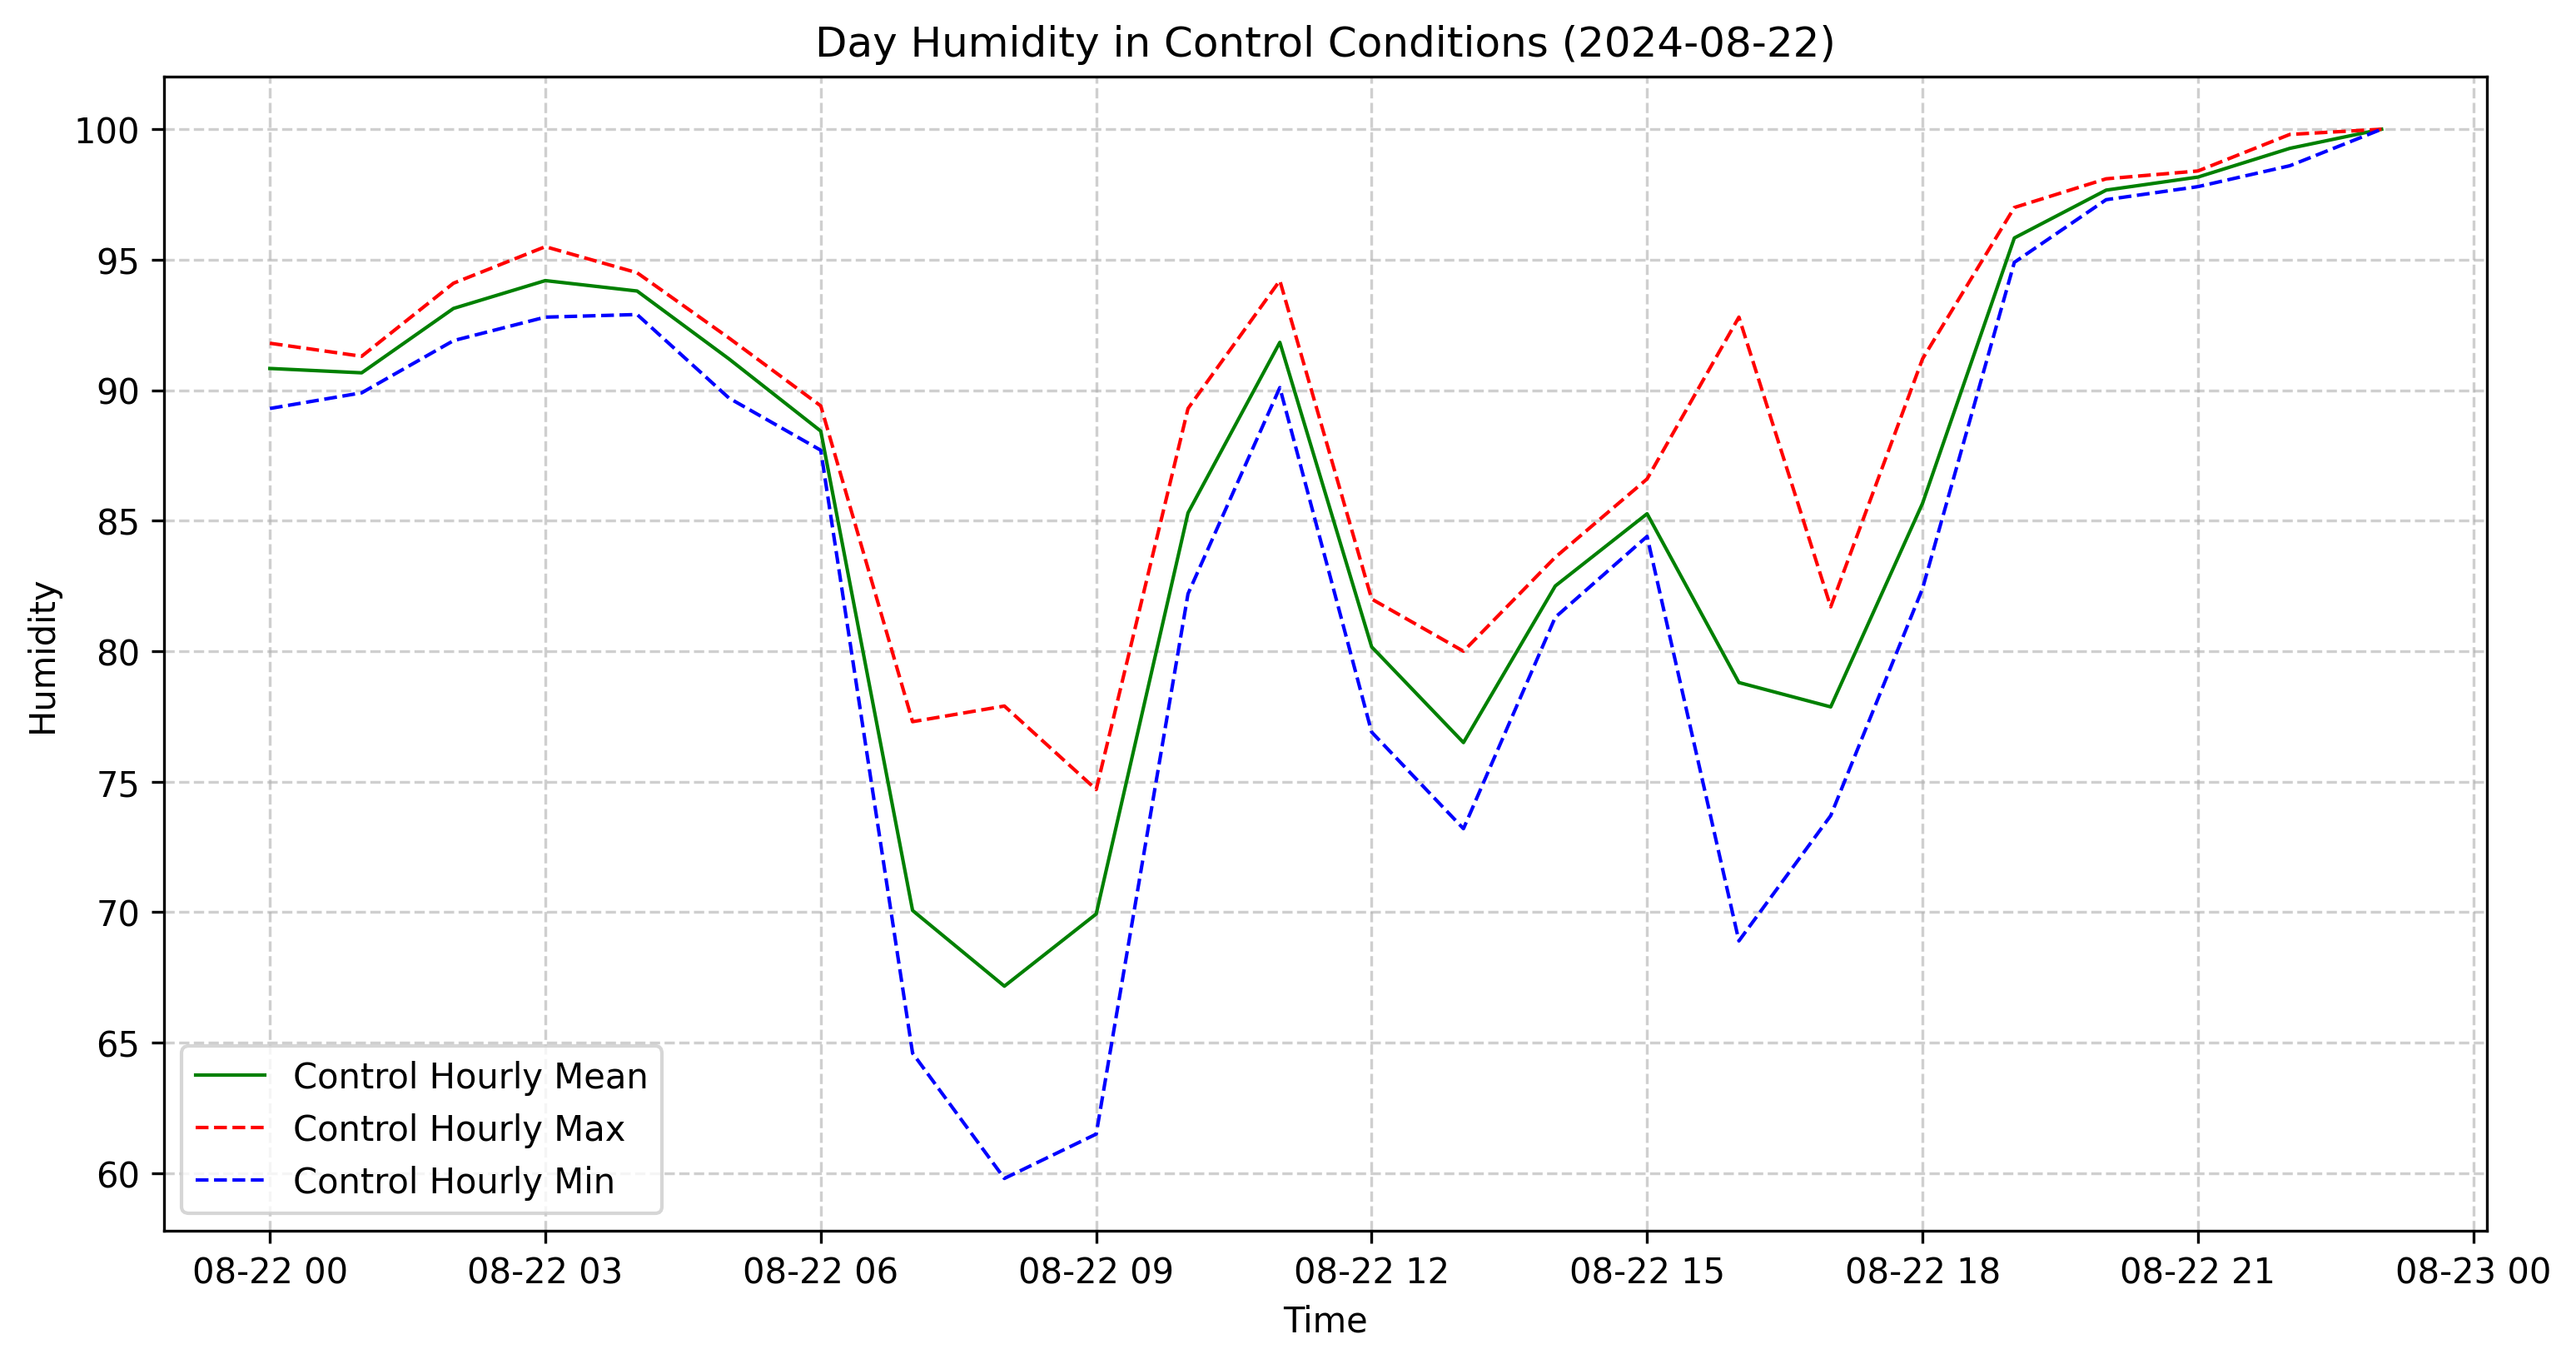 Day Humidity in Control Conditions (2024-08-22)
Humidity
100
95
90
85
80
75
70
65
60
Control Hourly Mean
Control Hourly Max
Control Hourly Min
08-22 00 08-22 03 08-22 06 08-22 09 08-22 12 08-22 15 08-22 18 08-22 21 08-23 00
Time